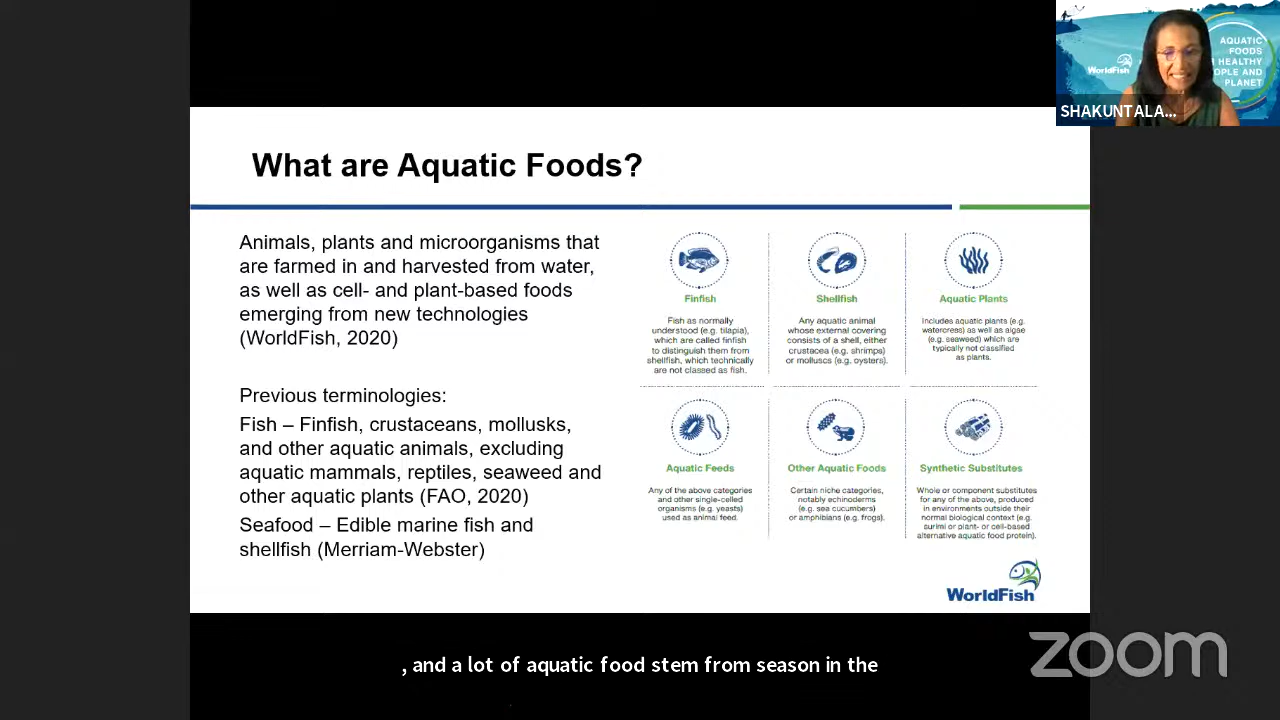 What are Aquatic Foods?
Animals, plants and microorganisms that
are farmed in and harvested from water,
as well as cell- and plant-based foods
emerging from new technologies
(WorldFish, 2020)
Previous terminologies:
Fish – Finfish, crustaceans, mollusks,
and other aquatic animals, excluding
aquatic mammals, reptiles, seaweed and
other aquatic plants (FAO, 2020)
Seafood – Edible marine fish and
shellfish (Merriam-Webster)
Finfish
Fish as normally
understood (e.g. tilapia),
which are called finfish
to distinguish them from
shellfish, which technically
are not classed as fish.
Shellfish
Any aquatic animal
whose external covering
consists of a shell, either
crustacea (e.g. shrimps)
or molluscs (e.g. oysters).
Aquatic Plants
Includes aquatic plants (e.g.
watercress) as well as algae
(e.g. seaweed) which are
typically not classified
as plants.
Aquatic Feeds
Any of the above categories
and other single-celled
organisms (e.g. yeasts)
used as animal feed.
Other Aquatic Foods
Certain niche categories,
notably echinoderms
(e.g. sea cucumbers)
or amphibians (e.g. frogs).
Synthetic Substitutes
Whole or component substitutes
for any of the above, produced
in environments outside their
normal biological context (e.g.
surimi or plant- or cell-based
alternative aquatic food protein).
WorldFish
WorldFish
AQUATIC
FOODS
HEALTHY
OPLE AND
PLANET
SHAKUNTALA...
, and a lot of aquatic food stem from season in the
zoom